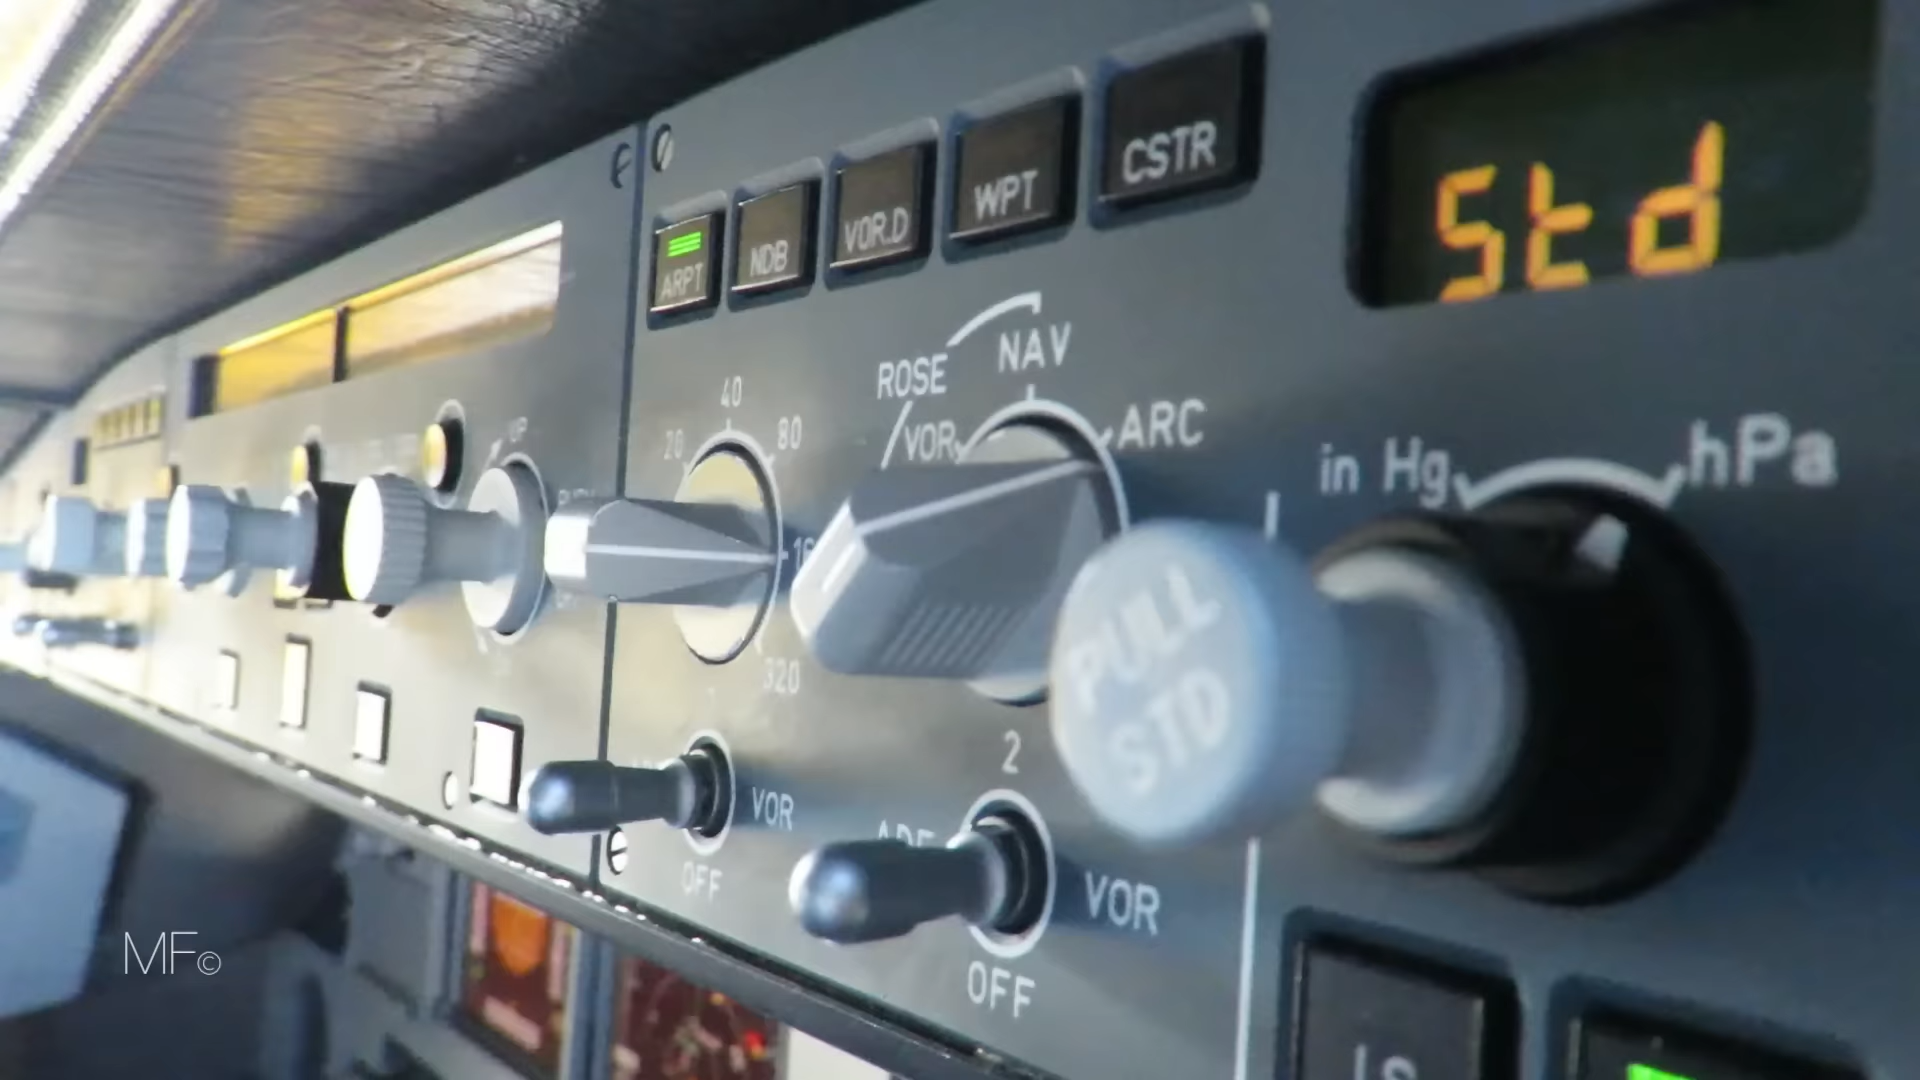 CSTR
WPT
VOR.D
NDB
ARPT
Std
ROSE
NAV
VOR
ARC
in Hg
hPa
20
40
80
320
UP
PULL
STD
VOR
OFF
2
ADF
VOR
OFF
LS
MF©